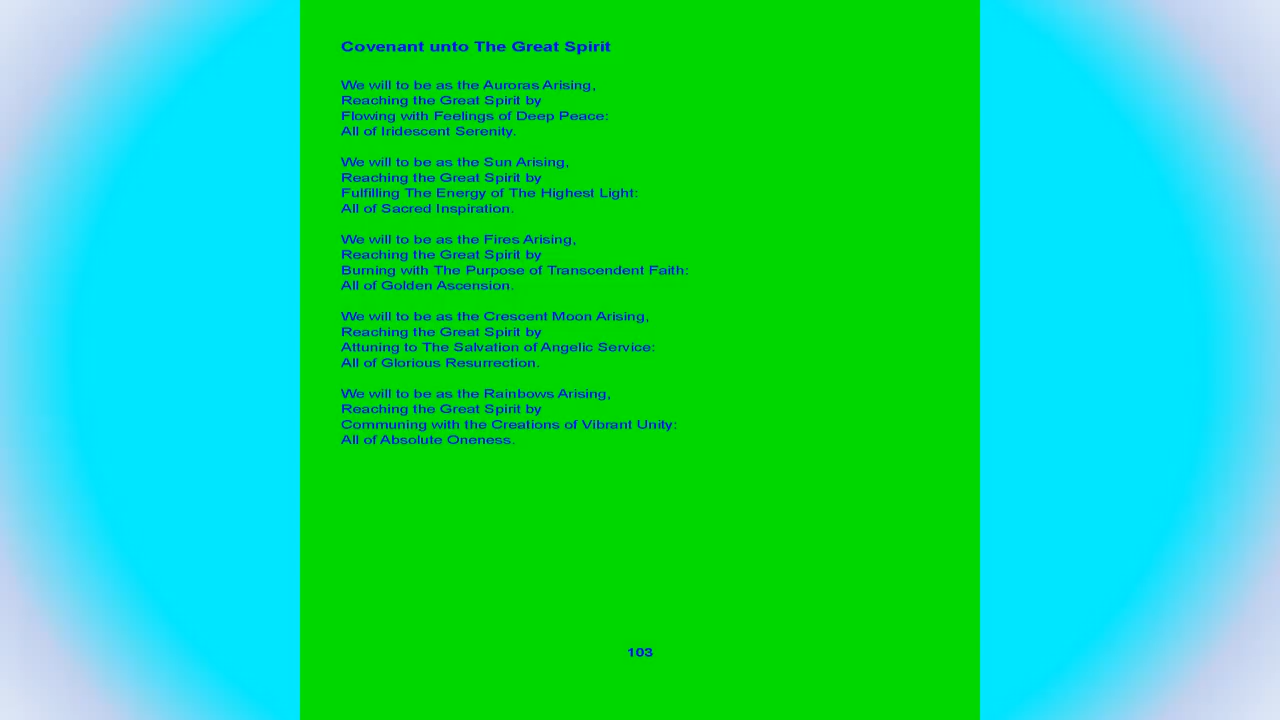 Covenant unto The Great Spirit
We will to be as the Auroras Arising,
Reaching the Great Spirit by
Flowing with Feelings of Deep Peace:
All of Iridescent Serenity.
We will to be as the Sun Arising,
Reaching the Great Spirit by
Fulfilling The Energy of The Highest Light:
All of Sacred Inspiration.
We will to be as the Fires Arising,
Reaching the Great Spirit by
Burning with The Purpose of Transcendent Faith:
All of Golden Ascension.
We will to be as the Crescent Moon Arising,
Reaching the Great Spirit by
Attuning to The Salvation of Angelic Service:
All of Glorious Resurrection.
We will to be as the Rainbows Arising,
Reaching the Great Spirit by
Communing with the Creations of Vibrant Unity:
All of Absolute Oneness.
103